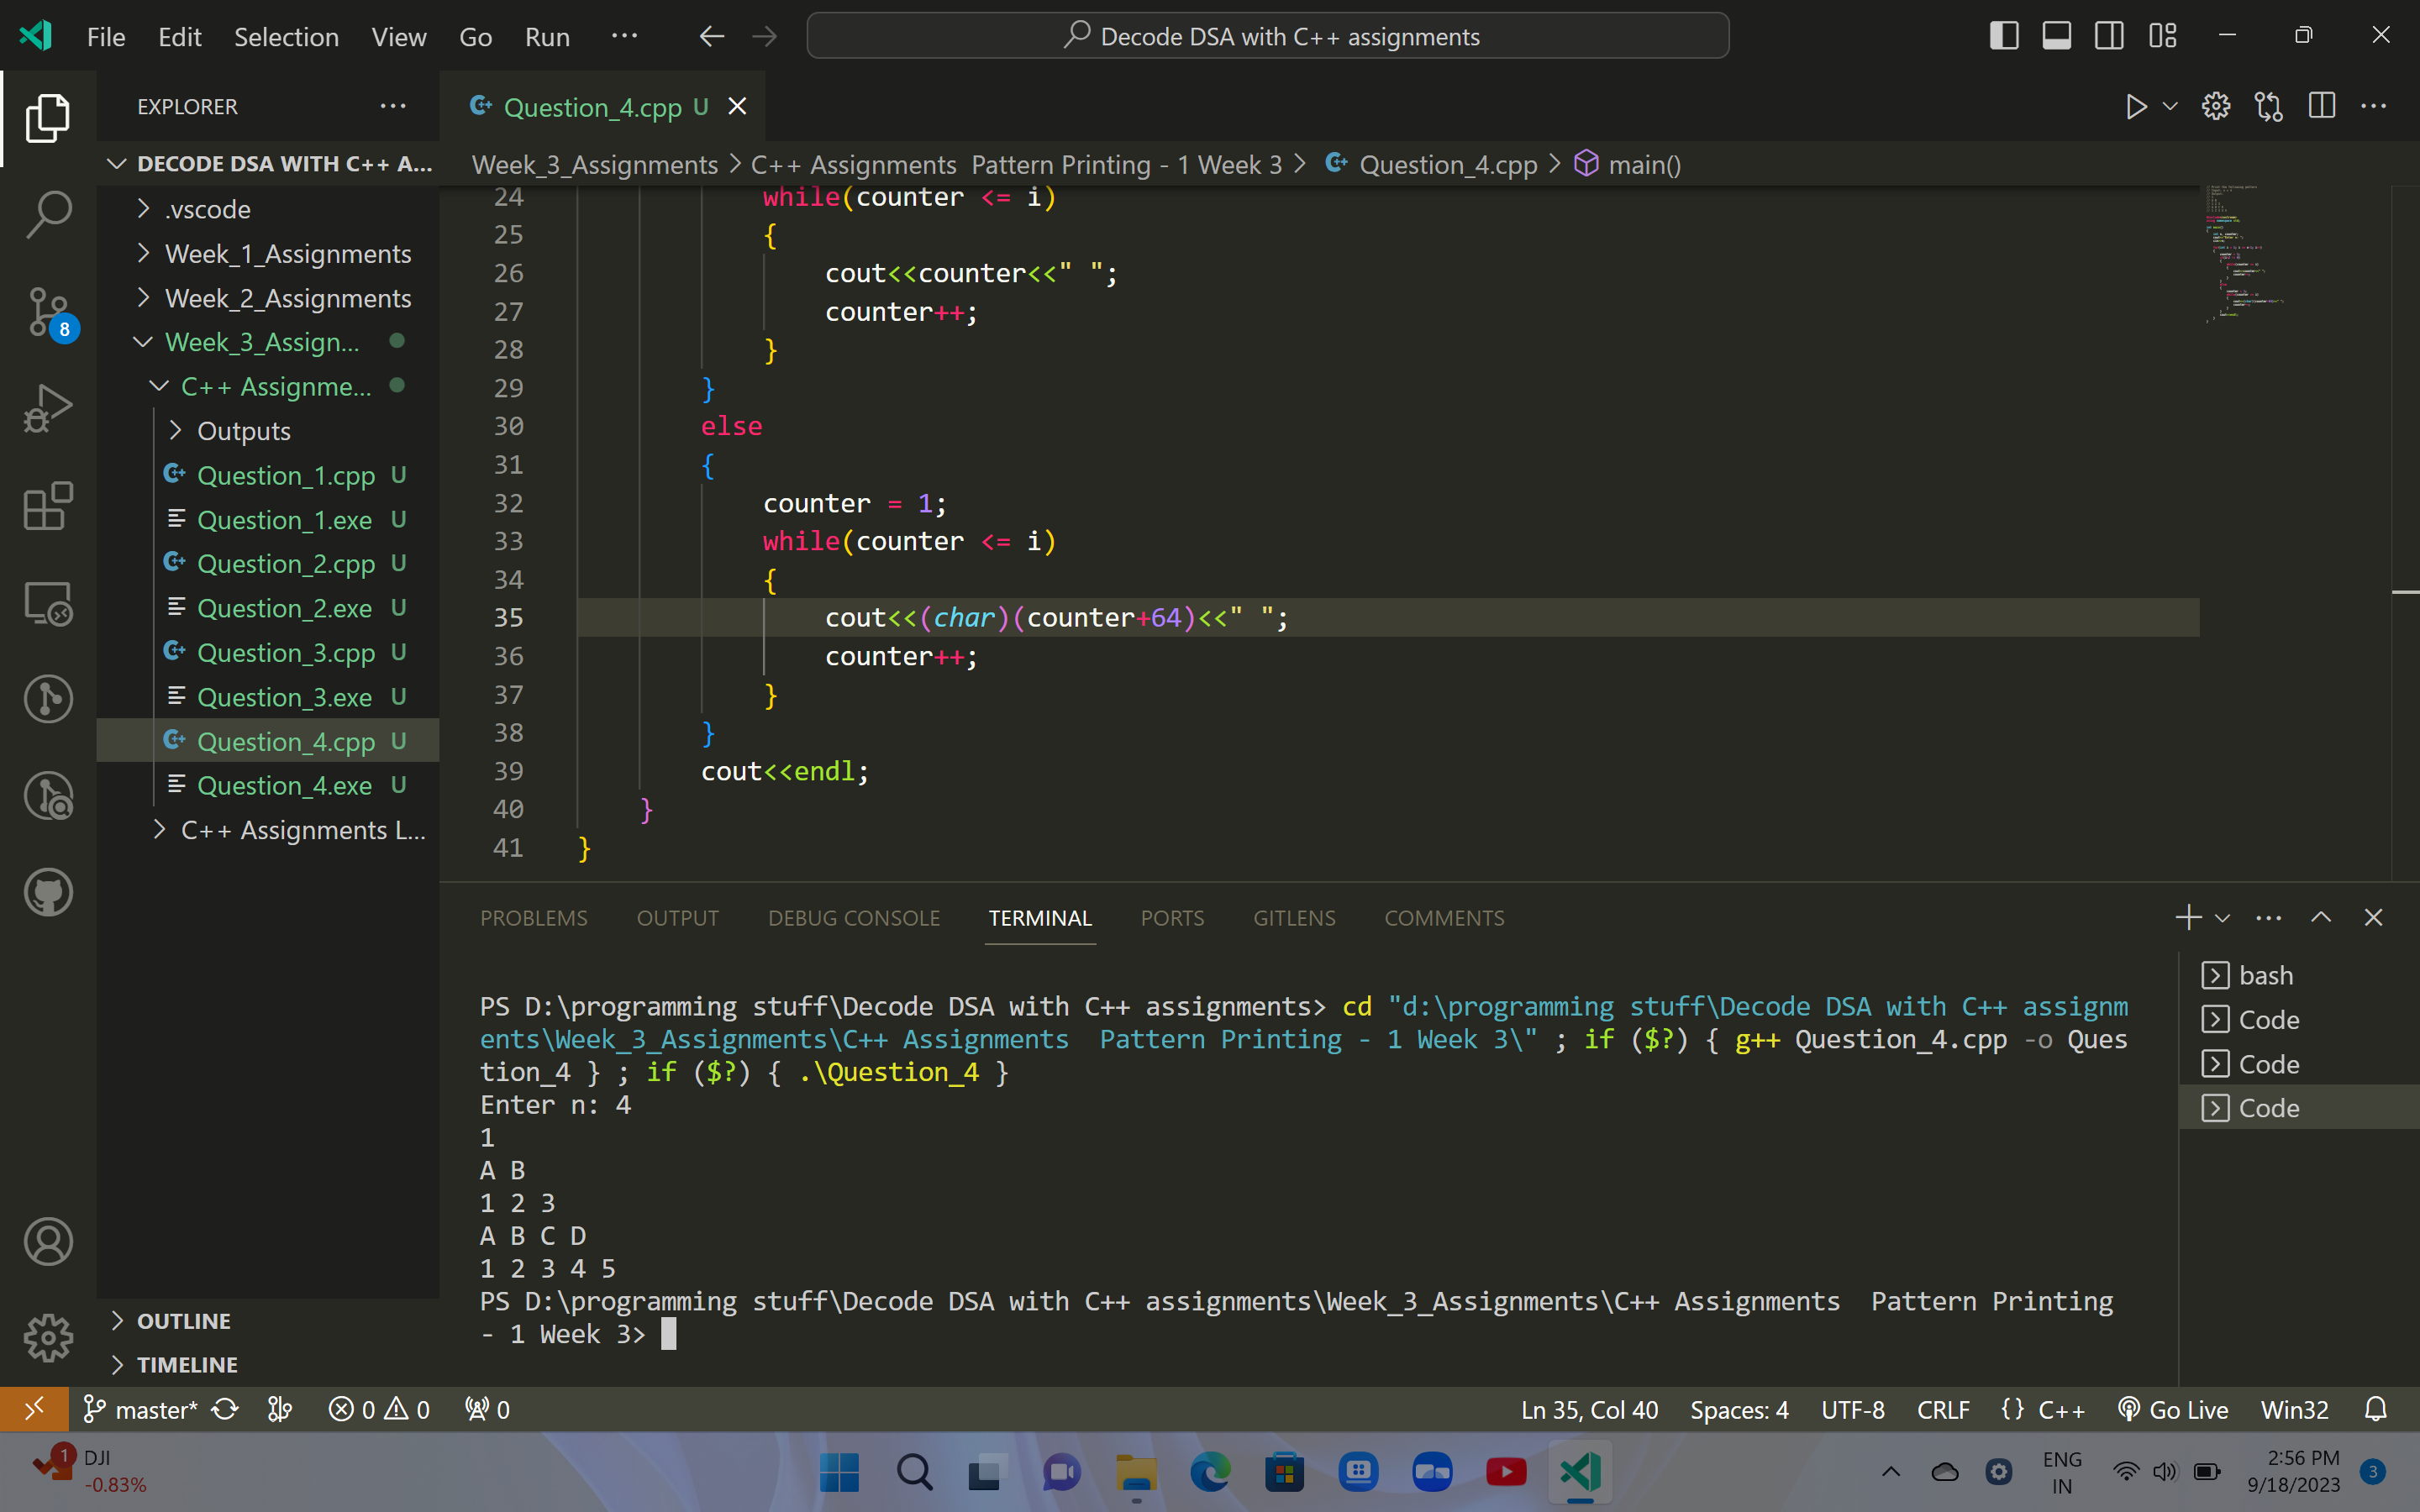 File Edit Selection View Go Run ··· Decode DSA with C++ assignments
EXPLORER
Question_4.cpp U
DECODE DSA WITH C++ A...
Week_3_Assignments > C++ Assignments Pattern Printing - 1 Week 3 > Question_4.cpp > main()
.vscode
Week_1_Assignments
Week_2_Assignments
Week_3_Assign...
C++ Assignme...
Outputs
Question_1.cpp U
Question_1.exe U
Question_2.cpp U
Question_2.exe U
Question_3.cpp U
Question_3.exe U
Question_4.cpp U
Question_4.exe U
C++ Assignments L...
OUTLINE
TIMELINE
8
24 while(counter <= i)
25 {
26 cout<<counter<<" ";
27 counter++;
28 }
29 }
30 else
31 {
32 counter = 1;
33 while(counter <= i)
34 {
35 cout<<(char)(counter+64)<<" ";
36 counter++;
37 }
38 }
39 cout<<endl;
40 }
41 }
PROBLEMS OUTPUT DEBUG CONSOLE TERMINAL PORTS GITLENS COMMENTS
PS D:\programming stuff\Decode DSA with C++ assignments> cd "d:\programming stuff\Decode DSA with C++ assignm
ents\Week_3_Assignments\C++ Assignments  Pattern Printing - 1 Week 3\" ; if ($?) { g++ Question_4.cpp -o Ques
tion_4 } ; if ($?) { .\Question_4 }
Enter n: 4
1
A B
1 2 3
A B C D
1 2 3 4 5
PS D:\programming stuff\Decode DSA with C++ assignments\Week_3_Assignments\C++ Assignments  Pattern Printing
- 1 Week 3>
bash
Code
Code
Code
master* 0 0 0 Ln 35, Col 40 Spaces: 4 UTF-8 CRLF {} C++ Go Live Win32
1 DJI
-0.83%
ENG
IN
2:56 PM
9/18/2023
3